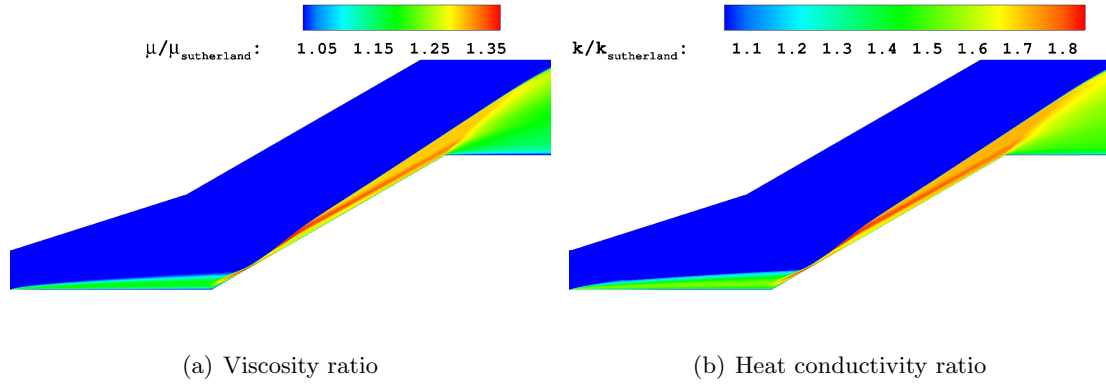 μ/μsutherland: 1.05 1.15 1.25 1.35
k/ksutherland: 1.1 1.2 1.3 1.4 1.5 1.6 1.7 1.8
(a) Viscosity ratio
(b) Heat conductivity ratio